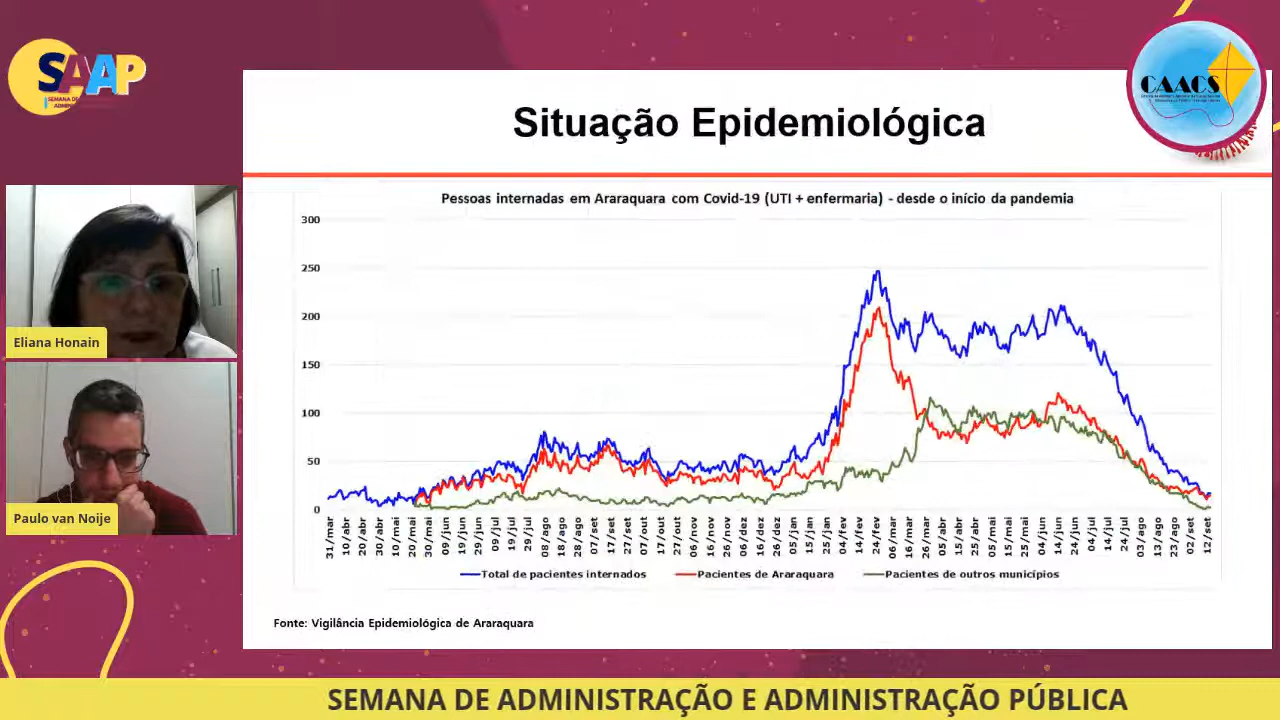 SAAP
SEMANA DE
ADMINIS
CAACS
Situação Epidemiológica
Pessoas internadas em Araraquara com Covid-19 (UTI + enfermaria) - desde o início da pandemia
300
250
200
150
100
50
0
31/mar 10/abr 20/abr 30/abr 10/mai 20/mai 30/mai 09/jun 19/jun 29/jun 09/jul 19/jul 29/jul 08/ago 18/ago 28/ago 07/set 17/set 27/set 07/out 17/out 27/out 06/nov 16/nov 26/nov 06/dez 16/dez 26/dez 05/jan 15/jan 25/jan 04/fev 14/fev 24/fev 06/mar 16/mar 26/mar 05/abr 15/abr 25/abr 05/mai 15/mai 25/mai 04/jun 14/jun 24/jun 04/jul 14/jul 24/jul 03/ago 13/ago 23/ago 02/set 12/set
Total de pacientes internados Pacientes de Araraquara Pacientes de outros municípios
Fonte: Vigilância Epidemiológica de Araraquara
Eliana Honain
Paulo van Noije
SEMANA DE ADMINISTRAÇÃO E ADMINISTRAÇÃO PÚBLICA